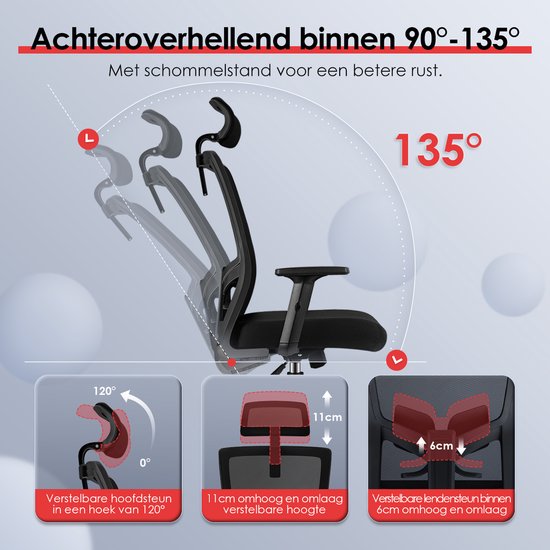 Achteroverhellend binnen 90°-135°
Met schommelstand voor een betere rust.
135°
120°
0°
Verstelbare hoofdsteun
in een hoek van 120°
11cm
11cm omhoog en omlaag
verstelbare hoogte
6cm
Verstelbare lendensteun binnen
6cm omhoog en omlaag